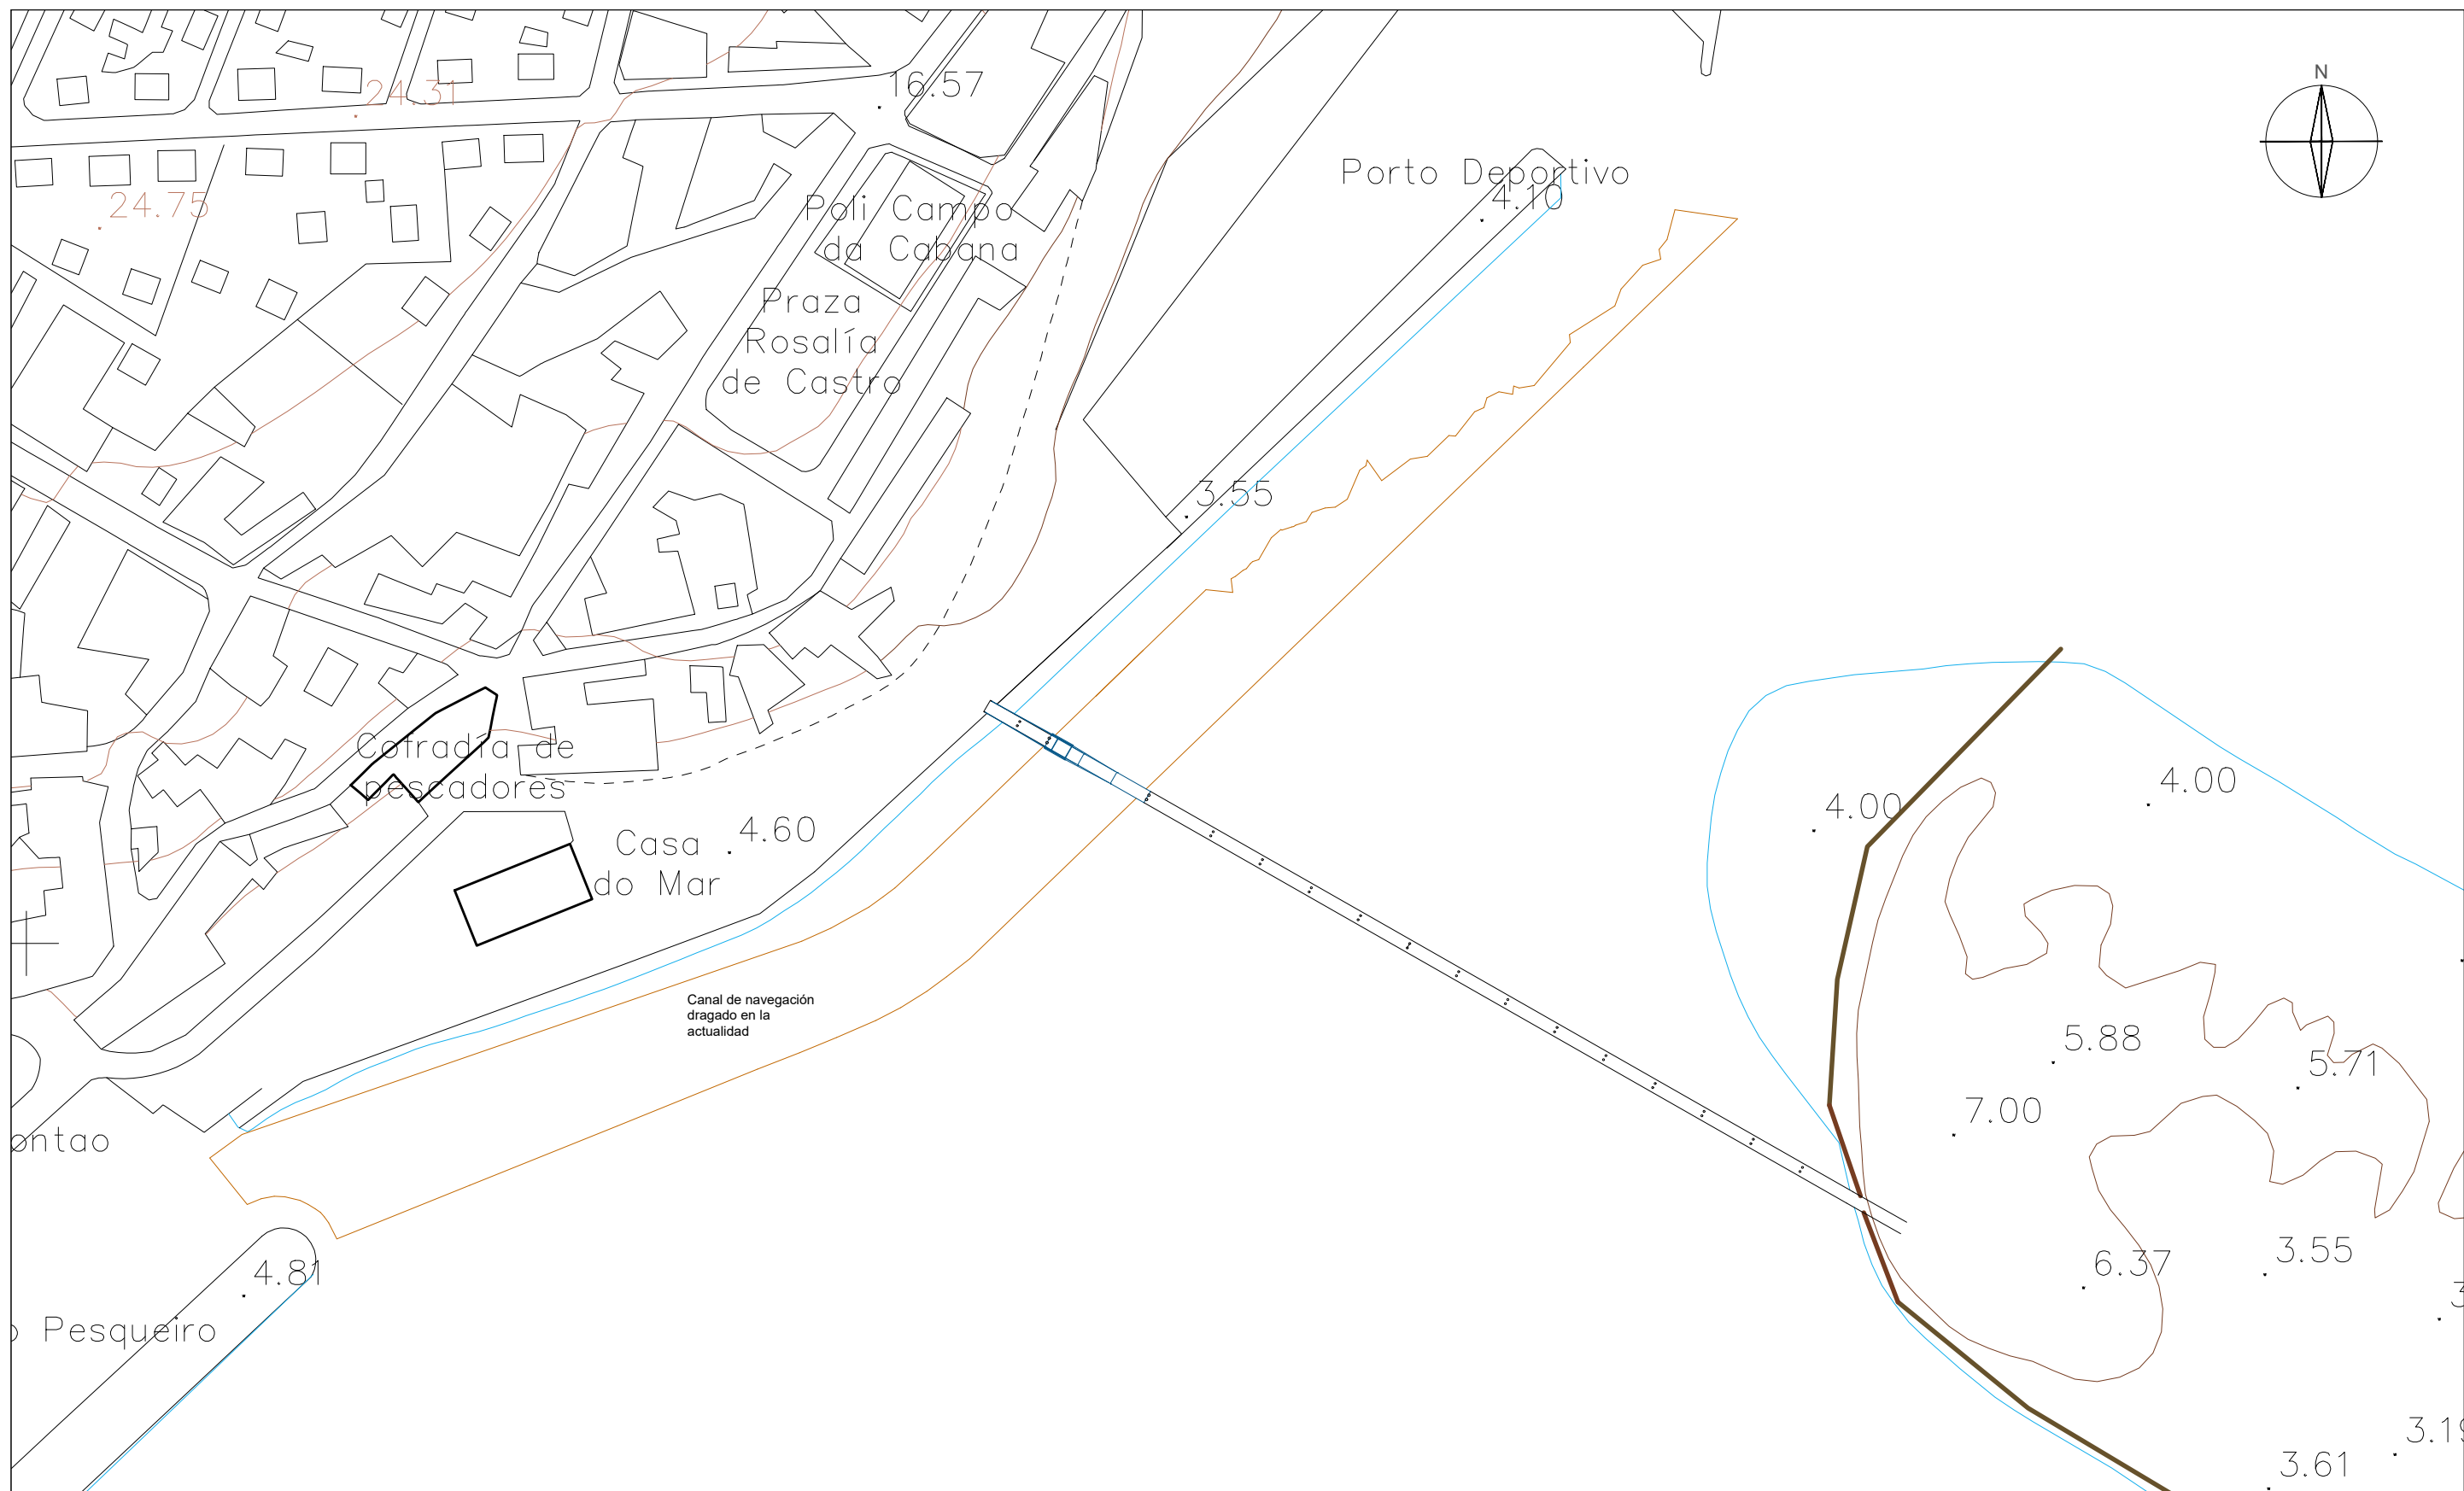 N
24.31
16.57
Porto Deportivo
4.10
24.75
Poli Campo
da Cabana
Praza
Rosalía
de Castro
3.55
Cofradía de
pescadores
4.00
4.00
Casa
do Mar
4.60
Canal de navegación
dragado en la
actualidad
5.88
5.71
7.00
ontao
3.55
6.37
4.81
Pesqueiro
3.19
3.61